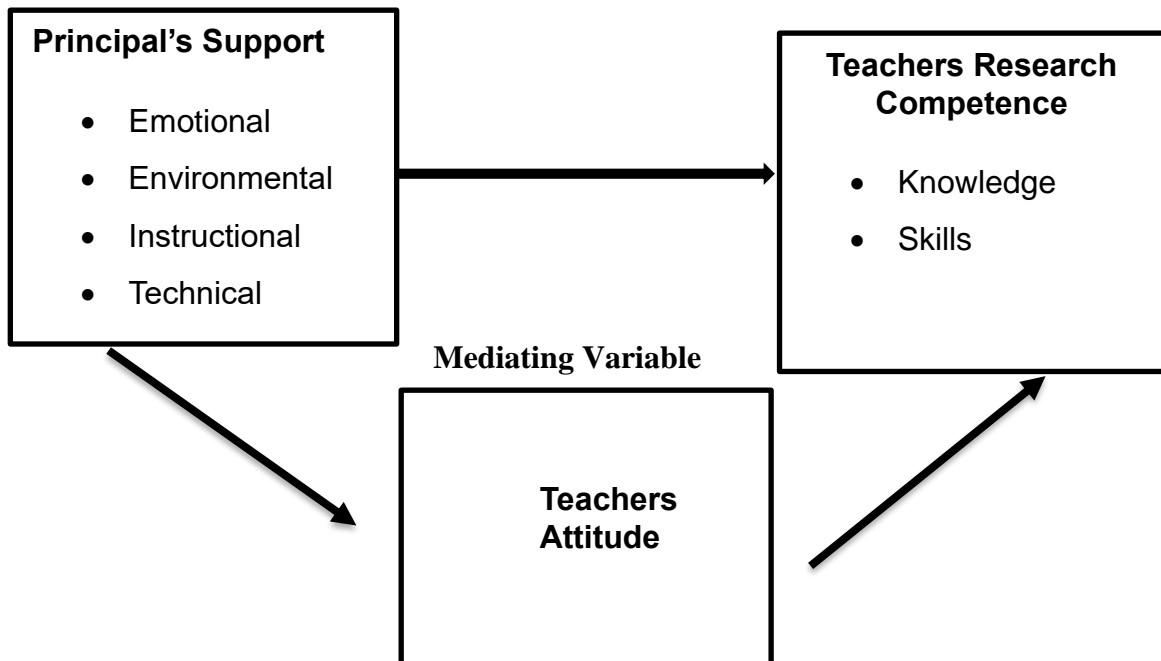 Principal’s Support
• Emotional
• Environmental
• Instructional
• Technical
Teachers Research
Competence
• Knowledge
• Skills
Mediating Variable
Teachers
Attitude